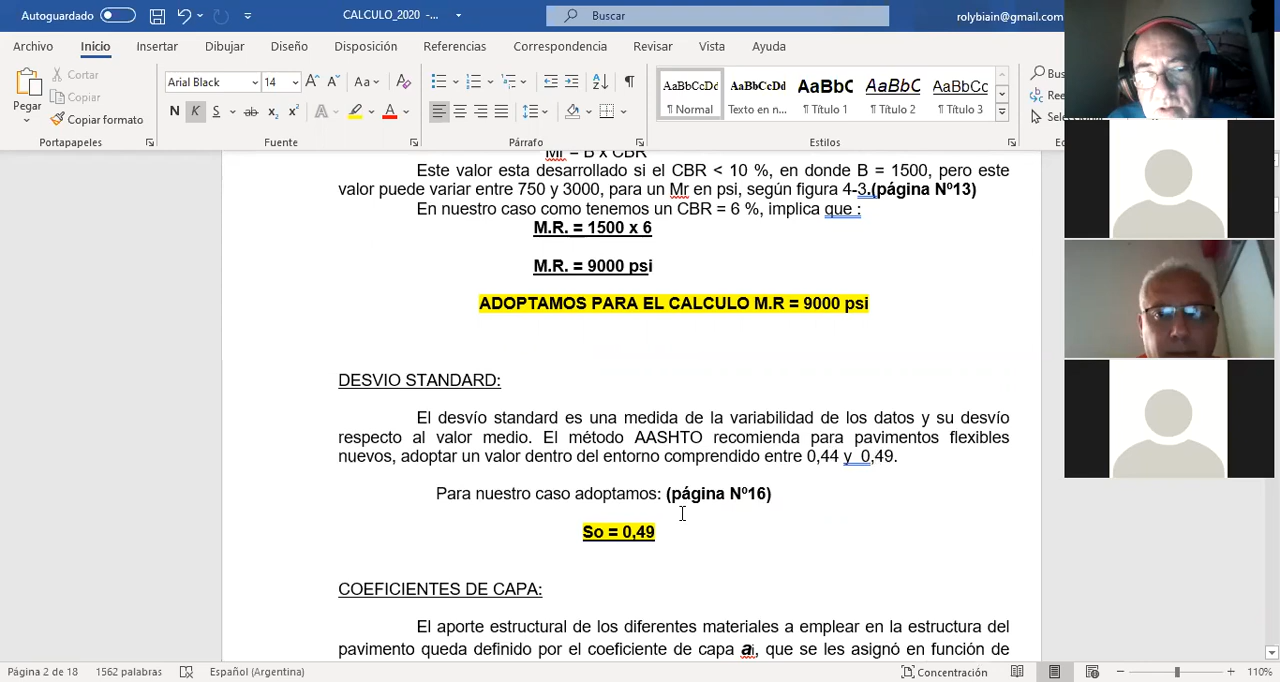 Autoguardado
CALCULO_2020 -...
Buscar
rolybiain@gmail.com
Archivo Inicio Insertar Dibujar Diseño Disposición Referencias Correspondencia Revisar Vista Ayuda
Pegar
Cortar
Copiar
Copiar formato
Portapapeles
Arial Black 14
Fuente
Párrafo
AaBbCcDd AaBbCcDd AaBbC AaBbC AaBbCc
¶ Normal Texto en n... ¶ Título 1 ¶ Título 2 ¶ Título 3
Estilos
Mr = B x CBR
Este valor esta desarrollado si el CBR < 10 %, en donde B = 1500, pero este
valor puede variar entre 750 y 3000, para un Mr en psi, según figura 4-3.(página Nº13)
En nuestro caso como tenemos un CBR = 6 %, implica que :
M.R. = 1500 x 6
M.R. = 9000 psi
ADOPTAMOS PARA EL CALCULO M.R = 9000 psi
DESVIO STANDARD:
El desvío standard es una medida de la variabilidad de los datos y su desvío
respecto al valor medio. El método AASHTO recomienda para pavimentos flexibles
nuevos, adoptar un valor dentro del entorno comprendido entre 0,44 y 0,49.
Para nuestro caso adoptamos: (página Nº16)
So = 0,49
COEFICIENTES DE CAPA:
El aporte estructural de los diferentes materiales a emplear en la estructura del
pavimento queda definido por el coeficiente de capa ai, que se les asignó en función de
Página 2 de 18 1562 palabras Español (Argentina) Concentración 110%